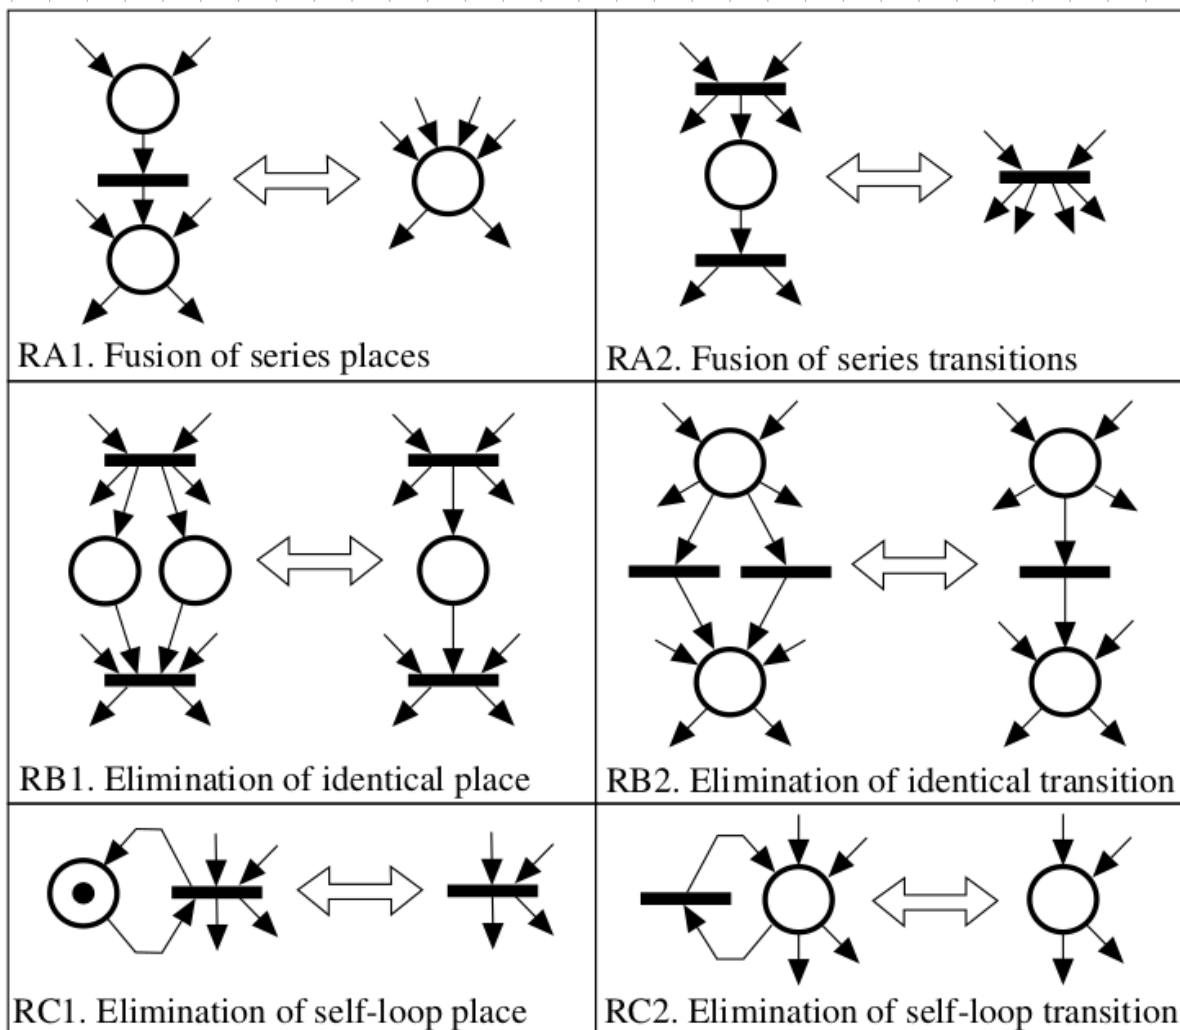 RA1. Fusion of series places
RA2. Fusion of series transitions
RB1. Elimination of identical place
RB2. Elimination of identical transition
RC1. Elimination of self-loop place
RC2. Elimination of self-loop transition